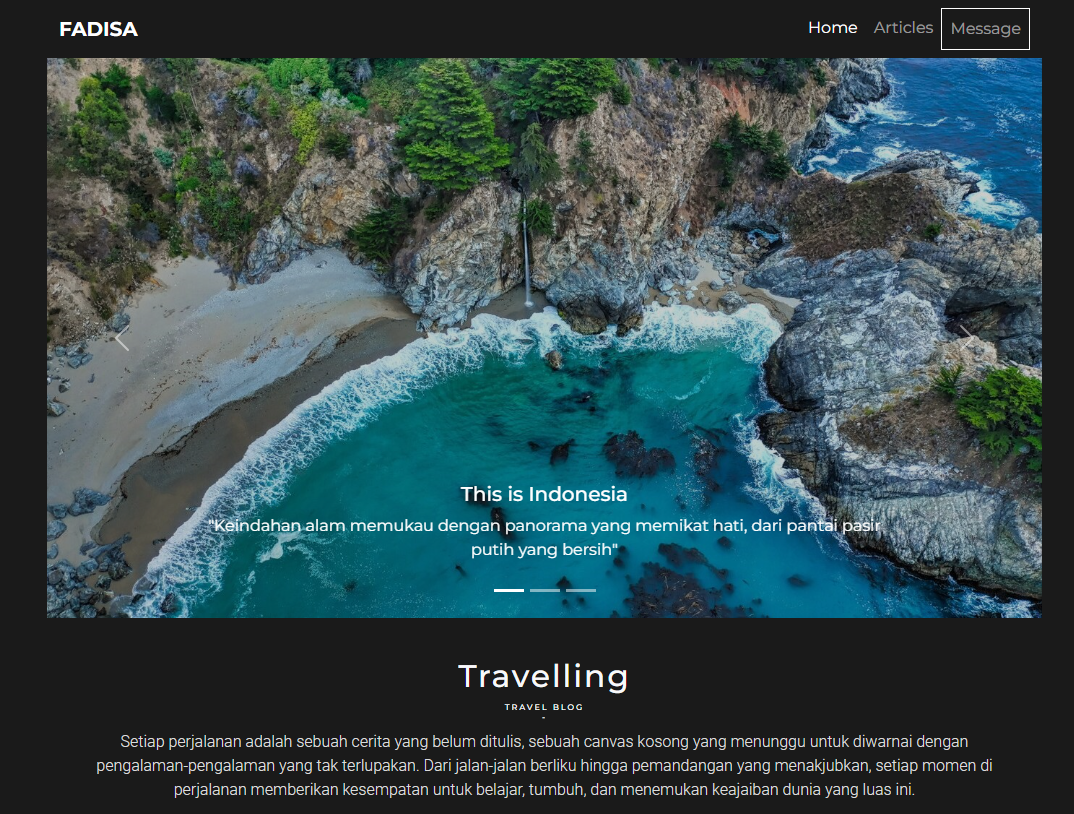 FADISA
Home Articles Message
This is Indonesia
"Keindahan alam memukau dengan panorama yang memikat hati, dari pantai pasir
putih yang bersih"
Travelling
TRAVEL BLOG
-
Setiap perjalanan adalah sebuah cerita yang belum ditulis, sebuah canvas kosong yang menunggu untuk diwarnai dengan
pengalaman-pengalaman yang tak terlupakan. Dari jalan-jalan berliku hingga pemandangan yang menakjubkan, setiap momen di
perjalanan memberikan kesempatan untuk belajar, tumbuh, dan menemukan keajaiban dunia yang luas ini.